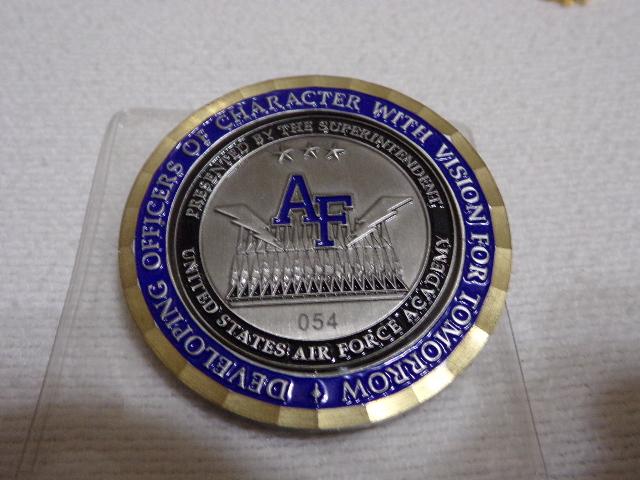 DEVELOPING OFFICERS OF CHARACTER WITH VISION FOR TOMORROW
PRESENTED BY THE SUPERINTENDENT
AF
054
UNITED STATES AIR FORCE ACADEMY